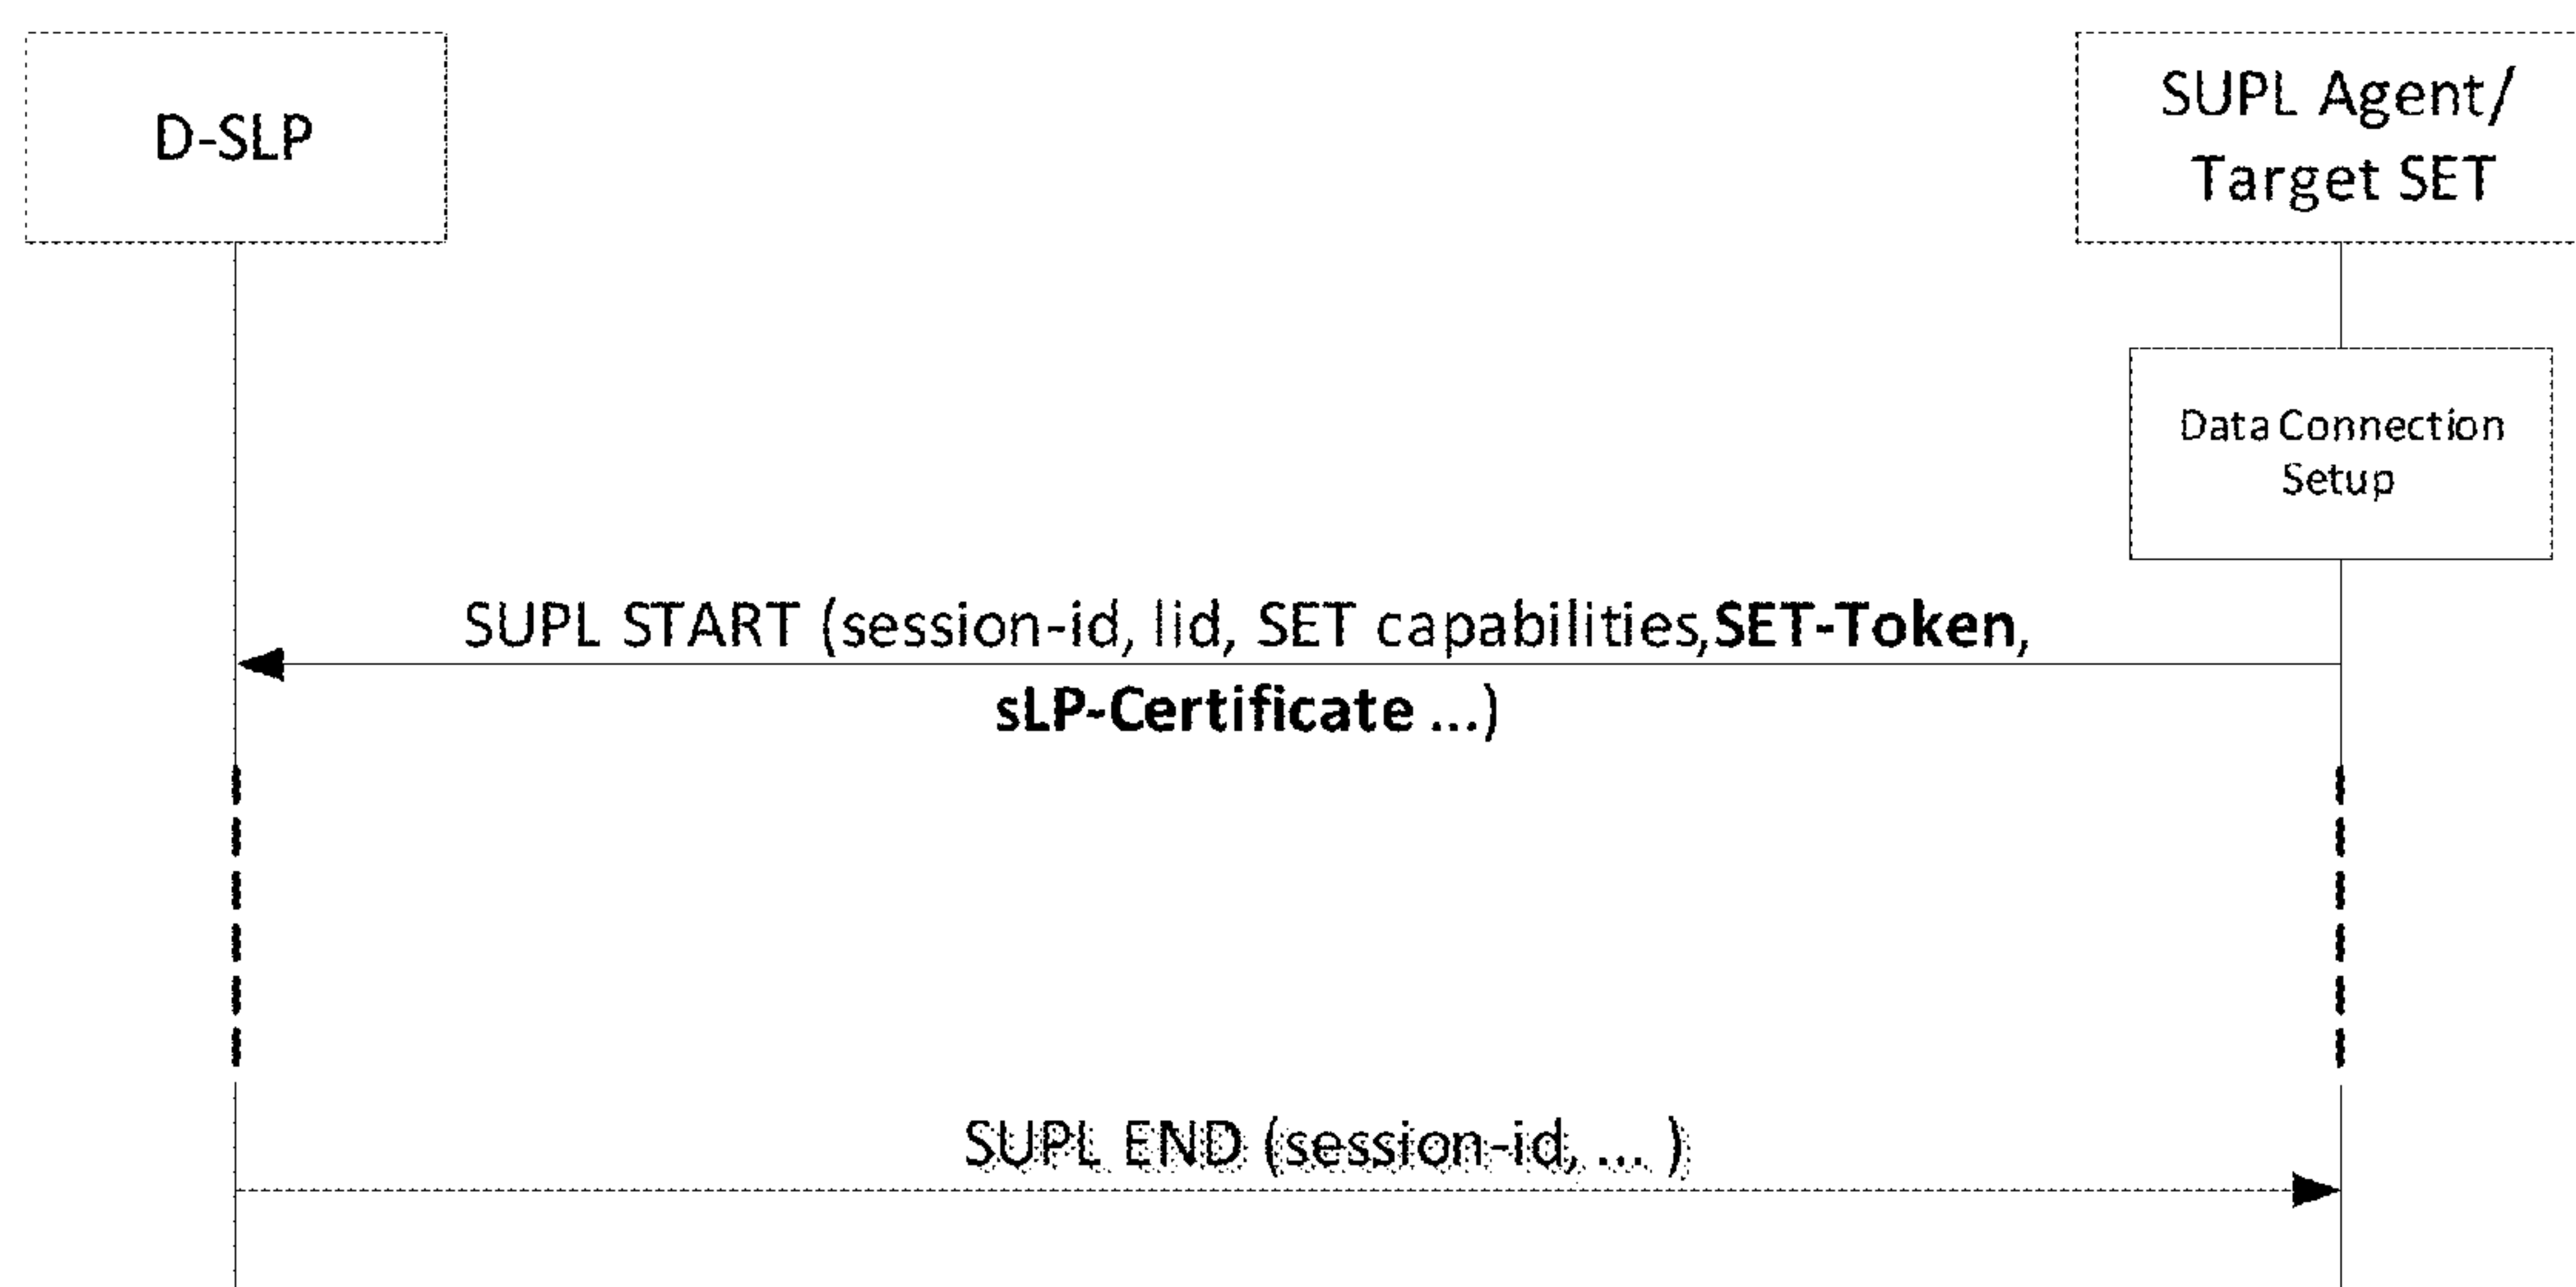 D-SLP
SUPL Agent/
Target SET
Data Connection
Setup
SUPL START (session-id, lid, SET capabilities,SET-Token,
sLP-Certificate ...)
SUPL END (session-id, ... )